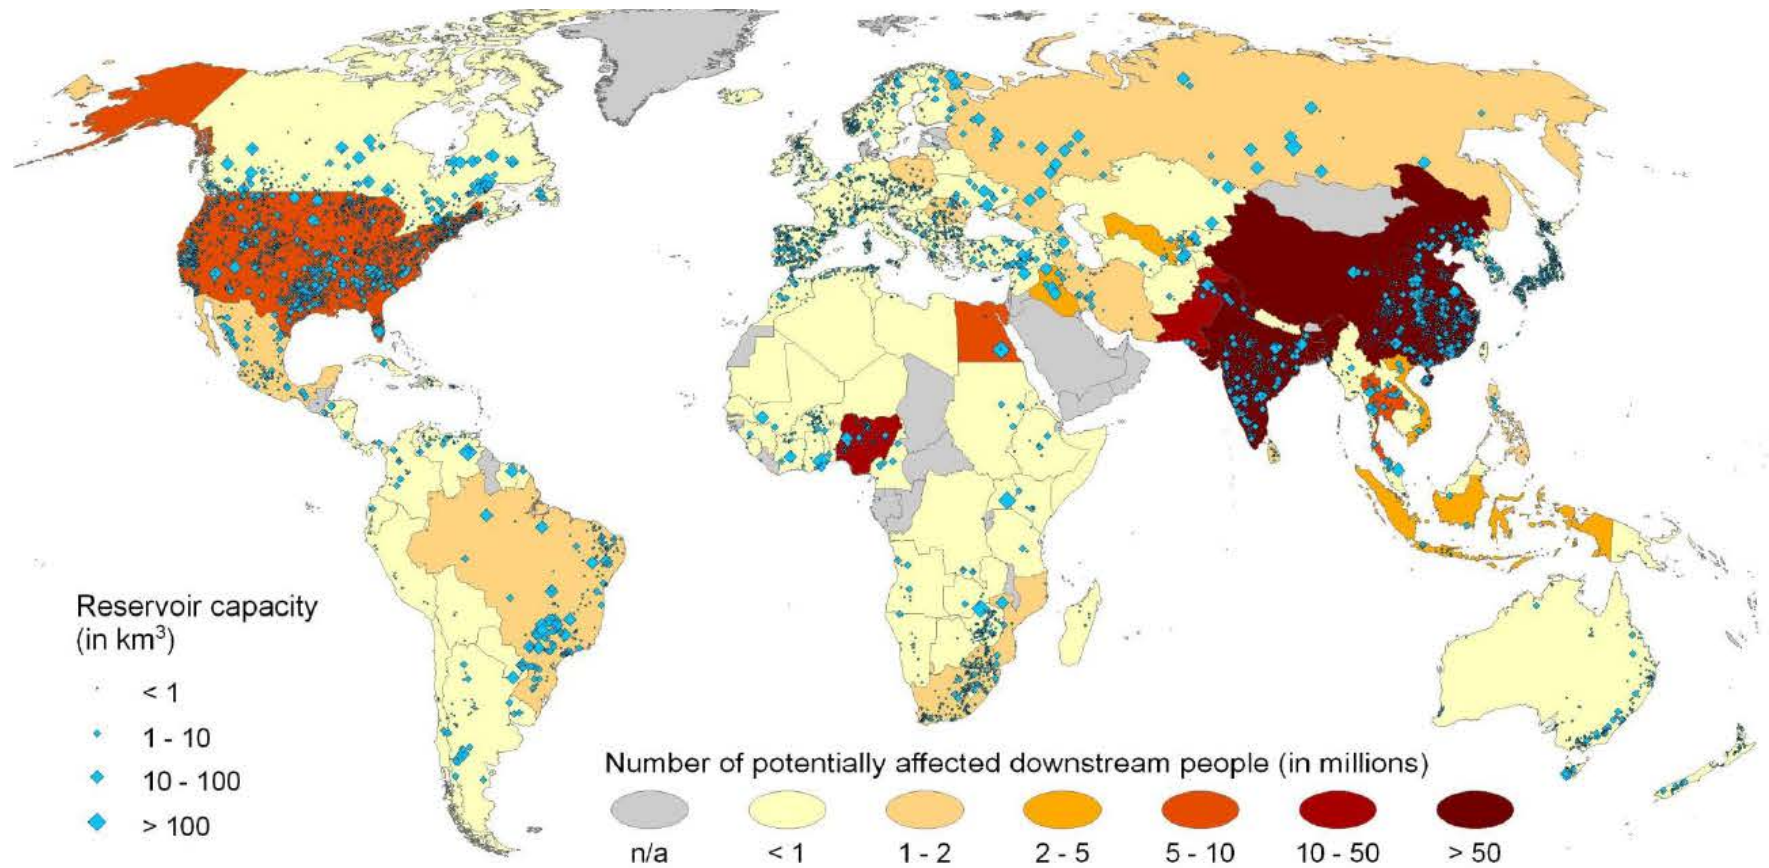 Reservoir capacity
(in km³)
< 1
1 - 10
10 - 100
> 100
Number of potentially affected downstream people (in millions)
n/a
< 1
1 - 2
2 - 5
5 - 10
10 - 50
> 50